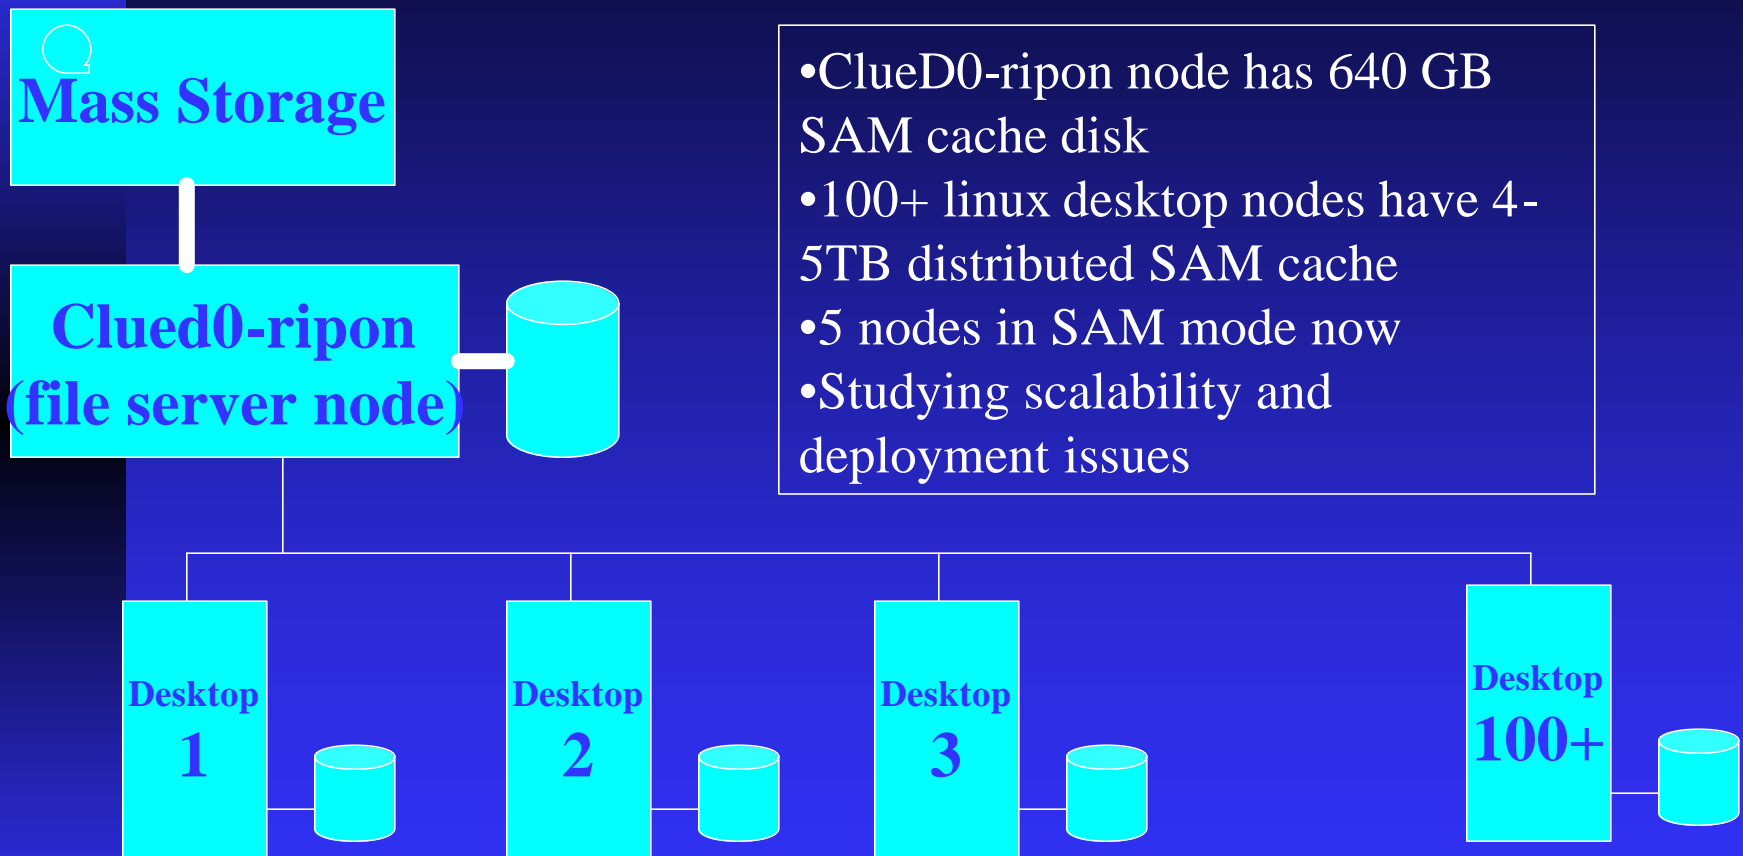 Mass Storage
•ClueD0-ripon node has 640 GB
SAM cache disk
•100+ linux desktop nodes have 4-
5TB distributed SAM cache
•5 nodes in SAM mode now
•Studying scalability and
deployment issues
Clued0-ripon
(file server node)
Desktop
1
Desktop
2
Desktop
3
Desktop
100+